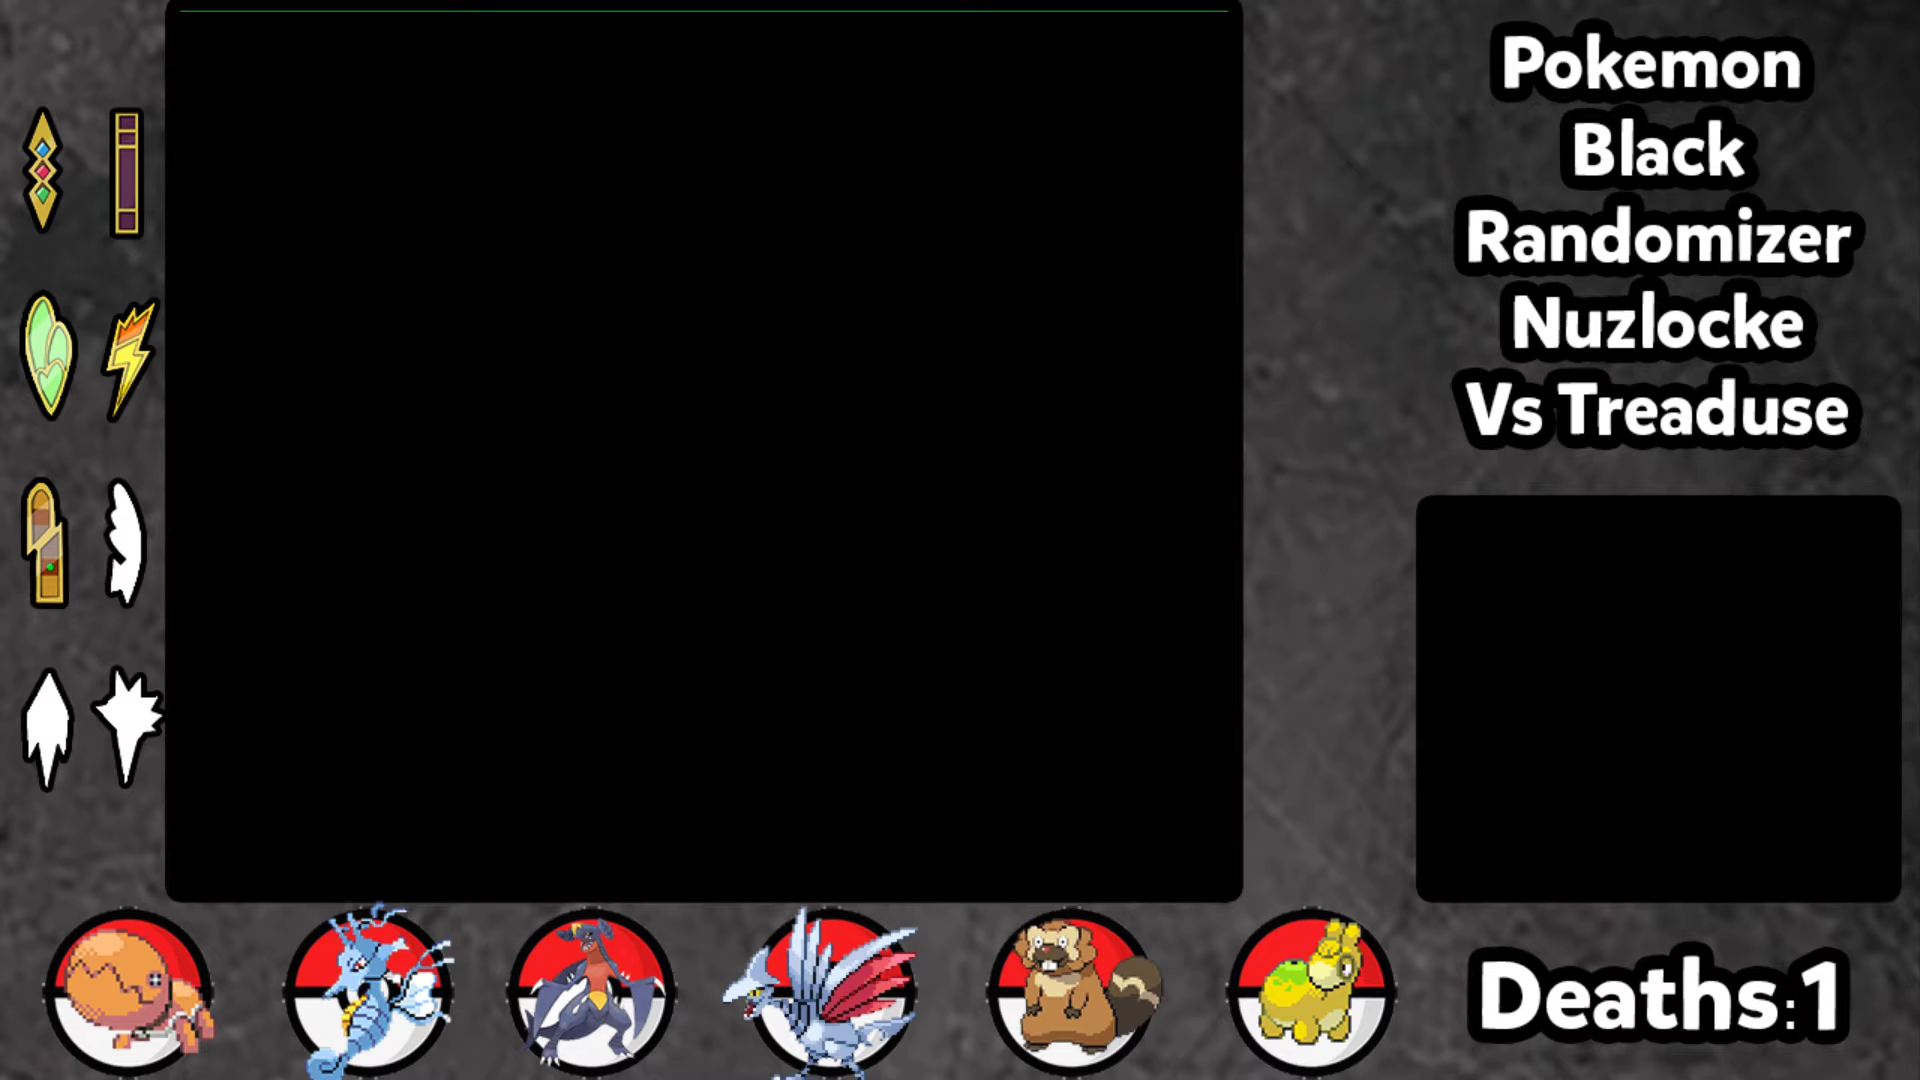 Pokemon
Black
Randomizer
Nuzlocke
Vs Treaduse
Deaths:1